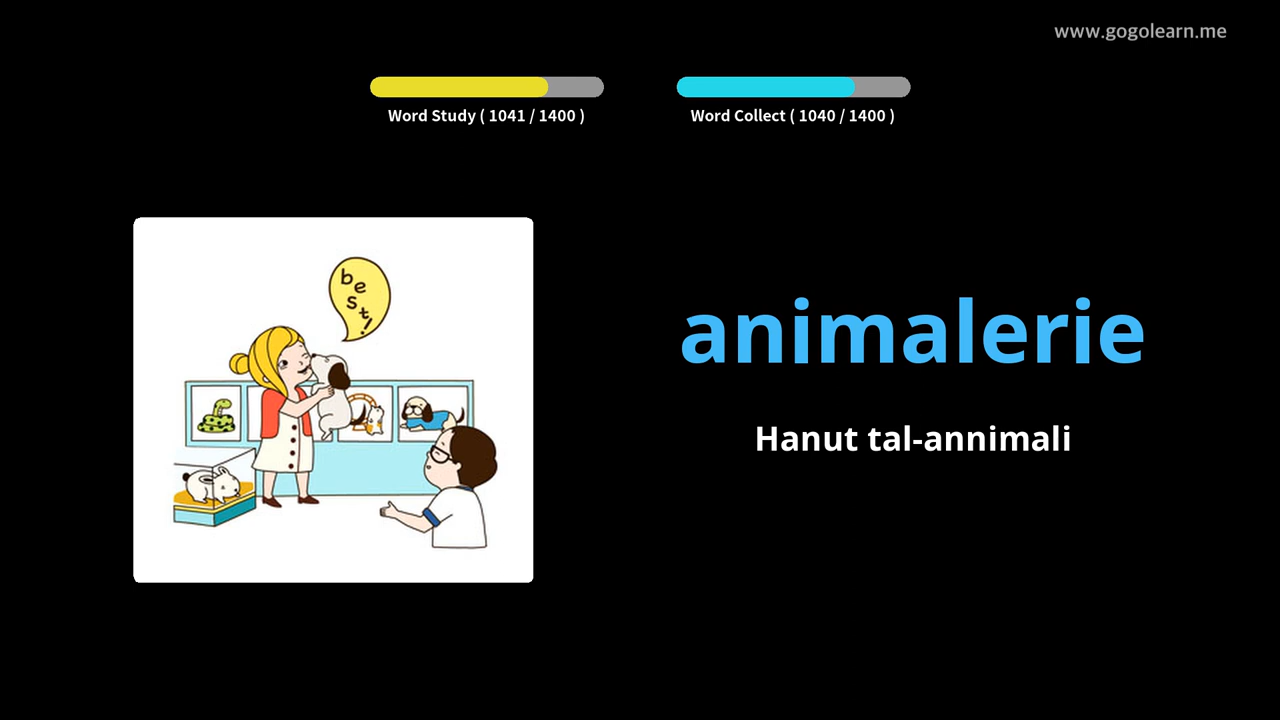 www.gogolearn.me
Word Study ( 1041 / 1400 )
Word Collect ( 1040 / 1400 )
best!
animalerie
Hanut tal-annimali